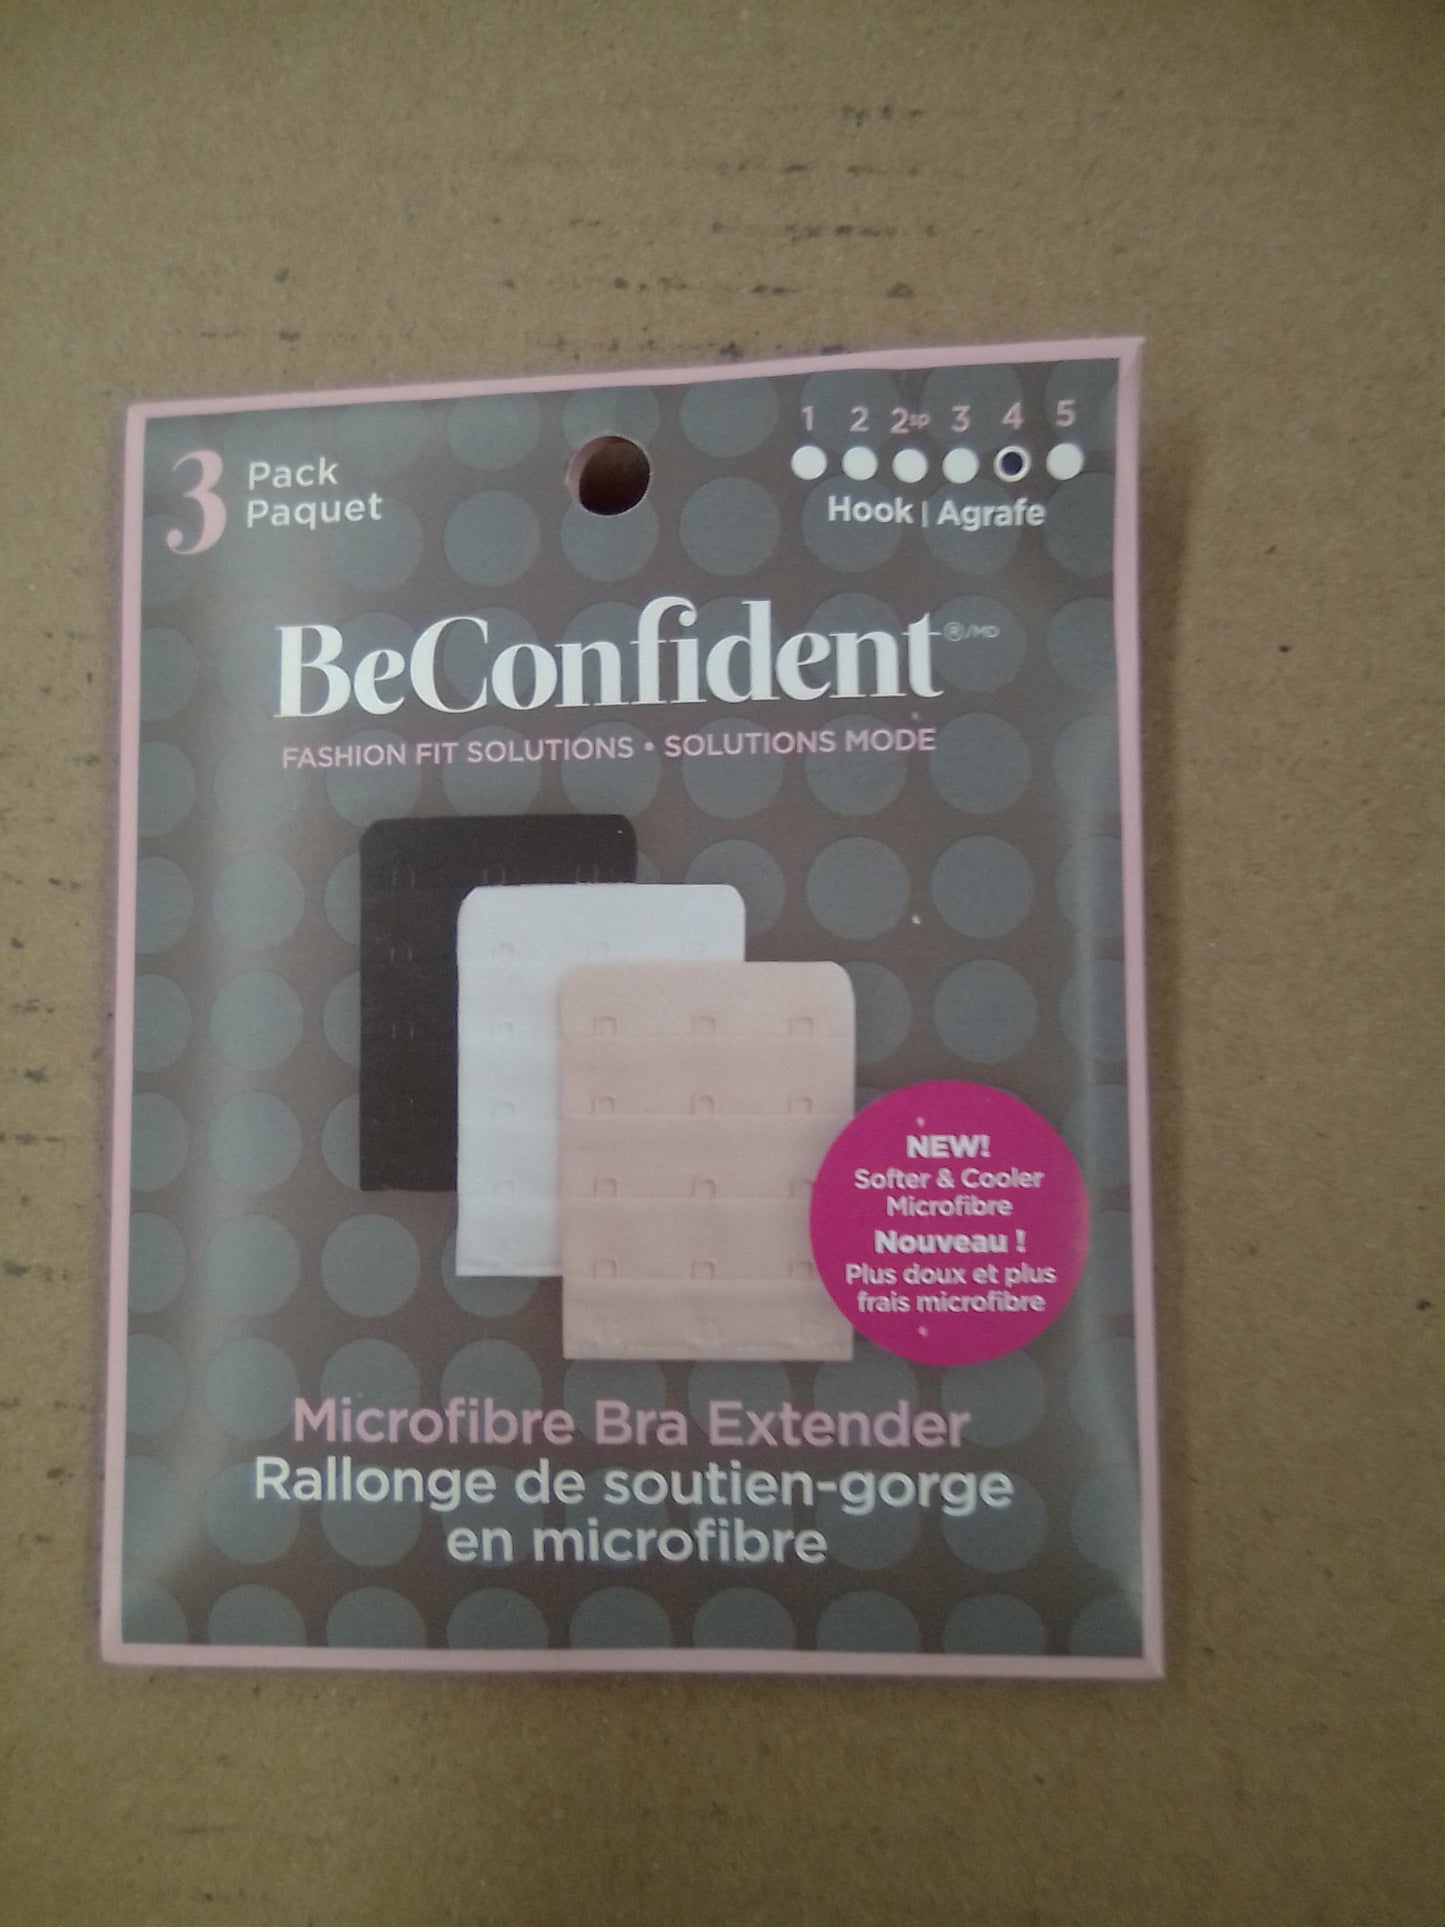 3 Pack
Paquet
1 2 2sp 3 4 5
Hook | Agrafe
BeConfident®/MD
FASHION FIT SOLUTIONS • SOLUTIONS MODE
NEW!
Softer & Cooler
Microfibre
Nouveau !
Plus doux et plus
frais microfibre
Microfibre Bra Extender
Rallonge de soutien-gorge
en microfibre